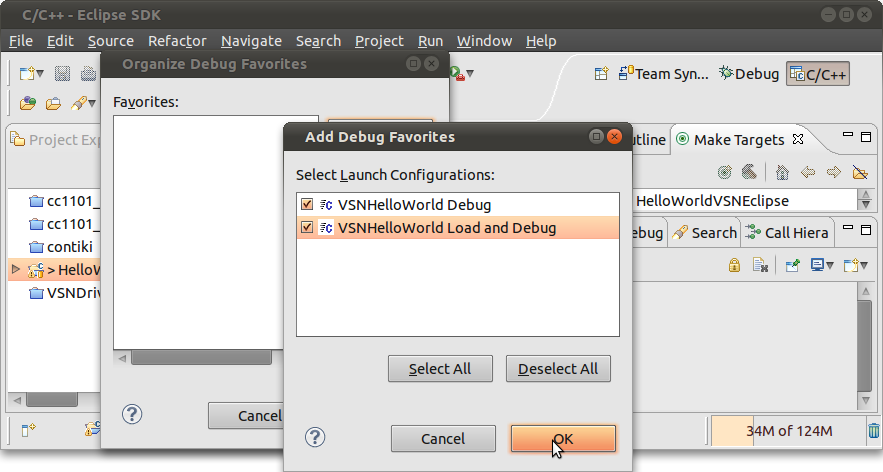 C/C++ - Eclipse SDK
File Edit Source Refactor Navigate Search Project Run Window Help
Organize Debug Favorites
Team Syn... Debug C/C++
Favorites:
Add Debug Favorites
Project Exp
utline Make Targets
Select Launch Configurations:
cc1101_
VSNHelloWorld Debug
HelloWorldVSNEclipse
cc1101_
VSNHelloWorld Load and Debug
ebug Search Call Hiera
contiki
> HelloW
VSNDriv
Select All Deselect All
Cancel
Cancel OK
34M of 124M